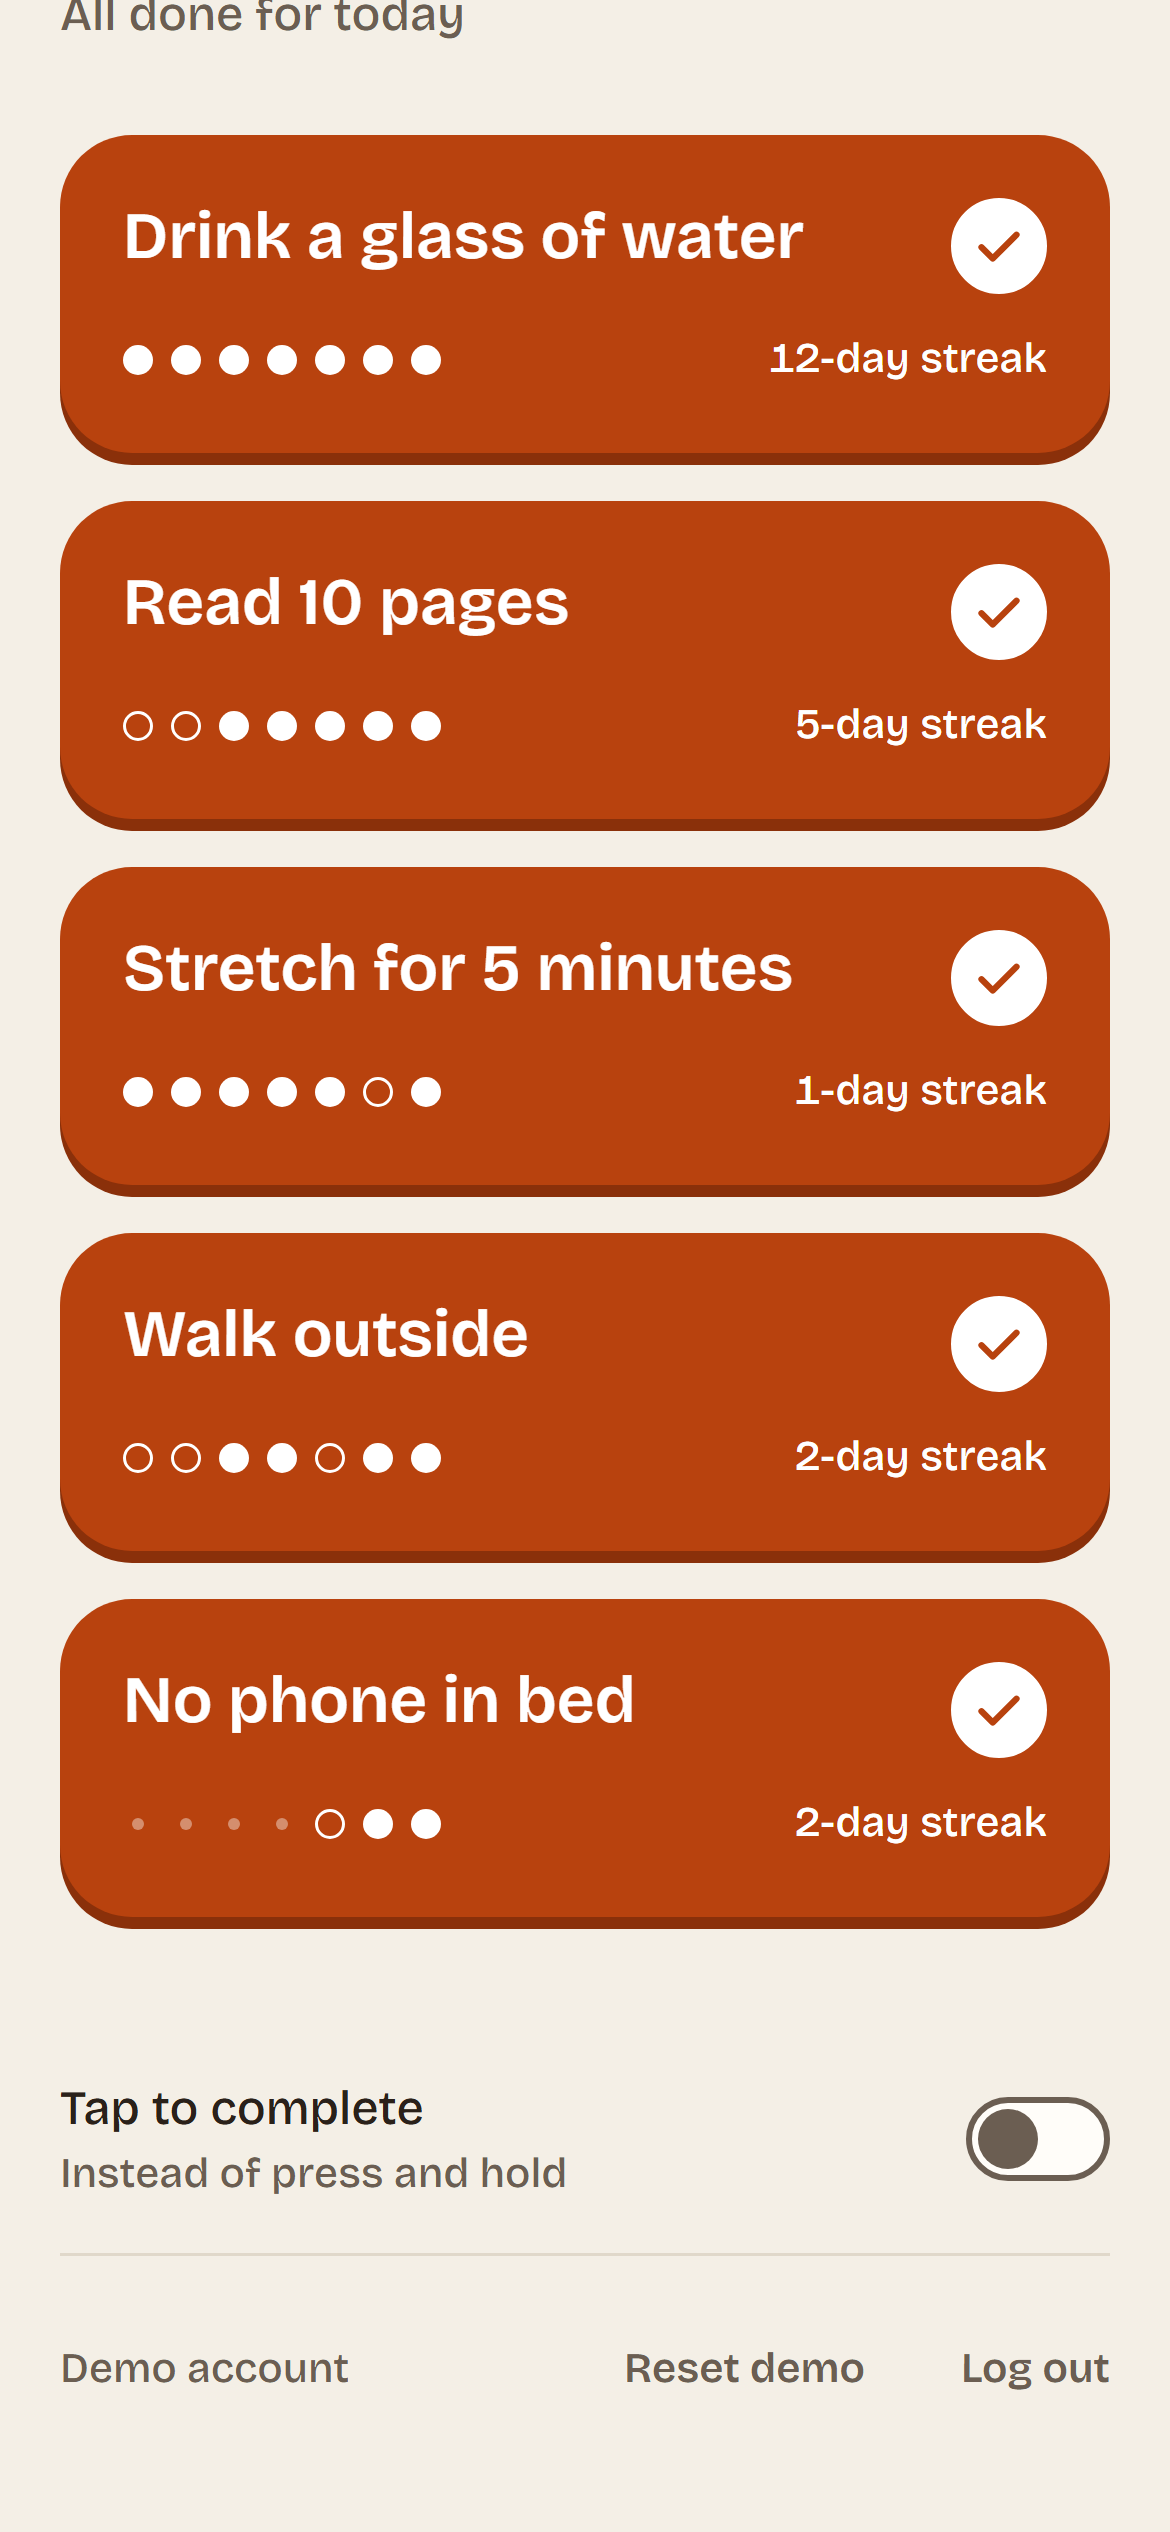 All done for today
Drink a glass of water
12-day streak
Read 10 pages
5-day streak
Stretch for 5 minutes
1-day streak
Walk outside
2-day streak
No phone in bed
2-day streak
Tap to complete
Instead of press and hold
Demo account
Reset demo
Log out